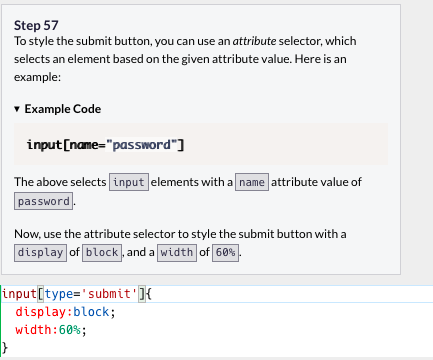 Step 57
To style the submit button, you can use an attribute selector, which
selects an element based on the given attribute value. Here is an
example:
▼ Example Code
input[name="password"]
The above selects input elements with a name attribute value of
password.
Now, use the attribute selector to style the submit button with a
display of block, and a width of 60%.
input[type='submit']{
  display:block;
  width:60%;
}